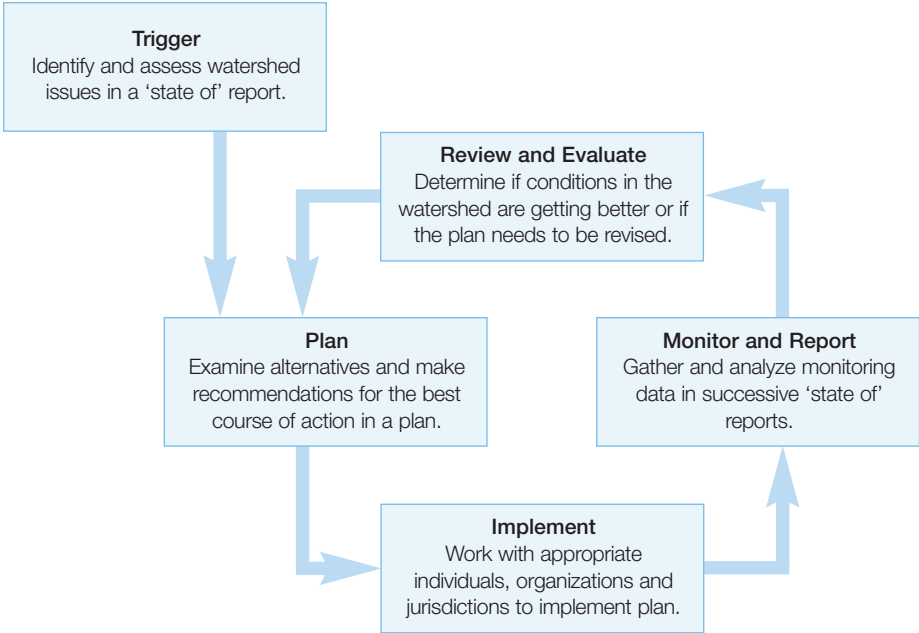 Trigger
Identify and assess watershed
issues in a ‘state of’ report.
Review and Evaluate
Determine if conditions in the
watershed are getting better or if
the plan needs to be revised.
Plan
Examine alternatives and make
recommendations for the best
course of action in a plan.
Monitor and Report
Gather and analyze monitoring
data in successive ‘state of’
reports.
Implement
Work with appropriate
individuals, organizations and
jurisdictions to implement plan.